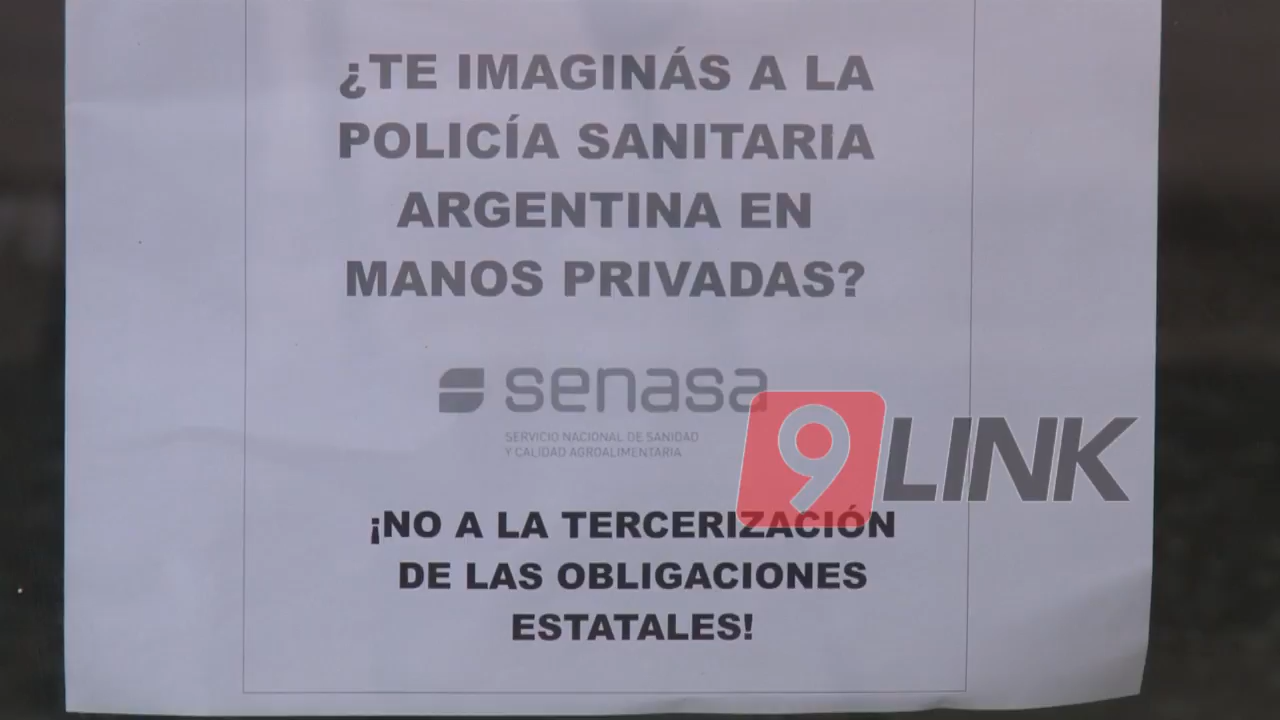 ¿TE IMAGINÁS A LA
POLICÍA SANITARIA
ARGENTINA EN
MANOS PRIVADAS?
senasa
SERVICIO NACIONAL DE SANIDAD
Y CALIDAD AGROALIMENTARIA
9 LINK
¡NO A LA TERCERIZACIÓN
DE LAS OBLIGACIONES
ESTATALES!